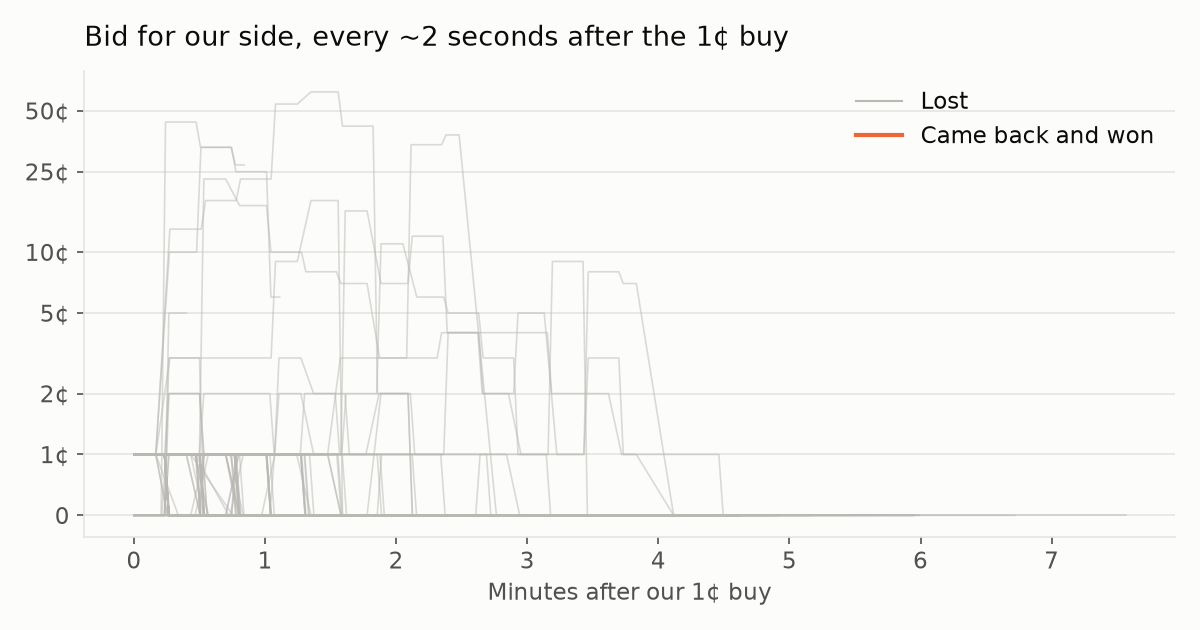 Bid for our side, every ~2 seconds after the 1¢ buy
Lost
Came back and won
50¢
25¢
10¢
5¢
2¢
1¢
0
0 1 2 3 4 5 6 7
Minutes after our 1¢ buy